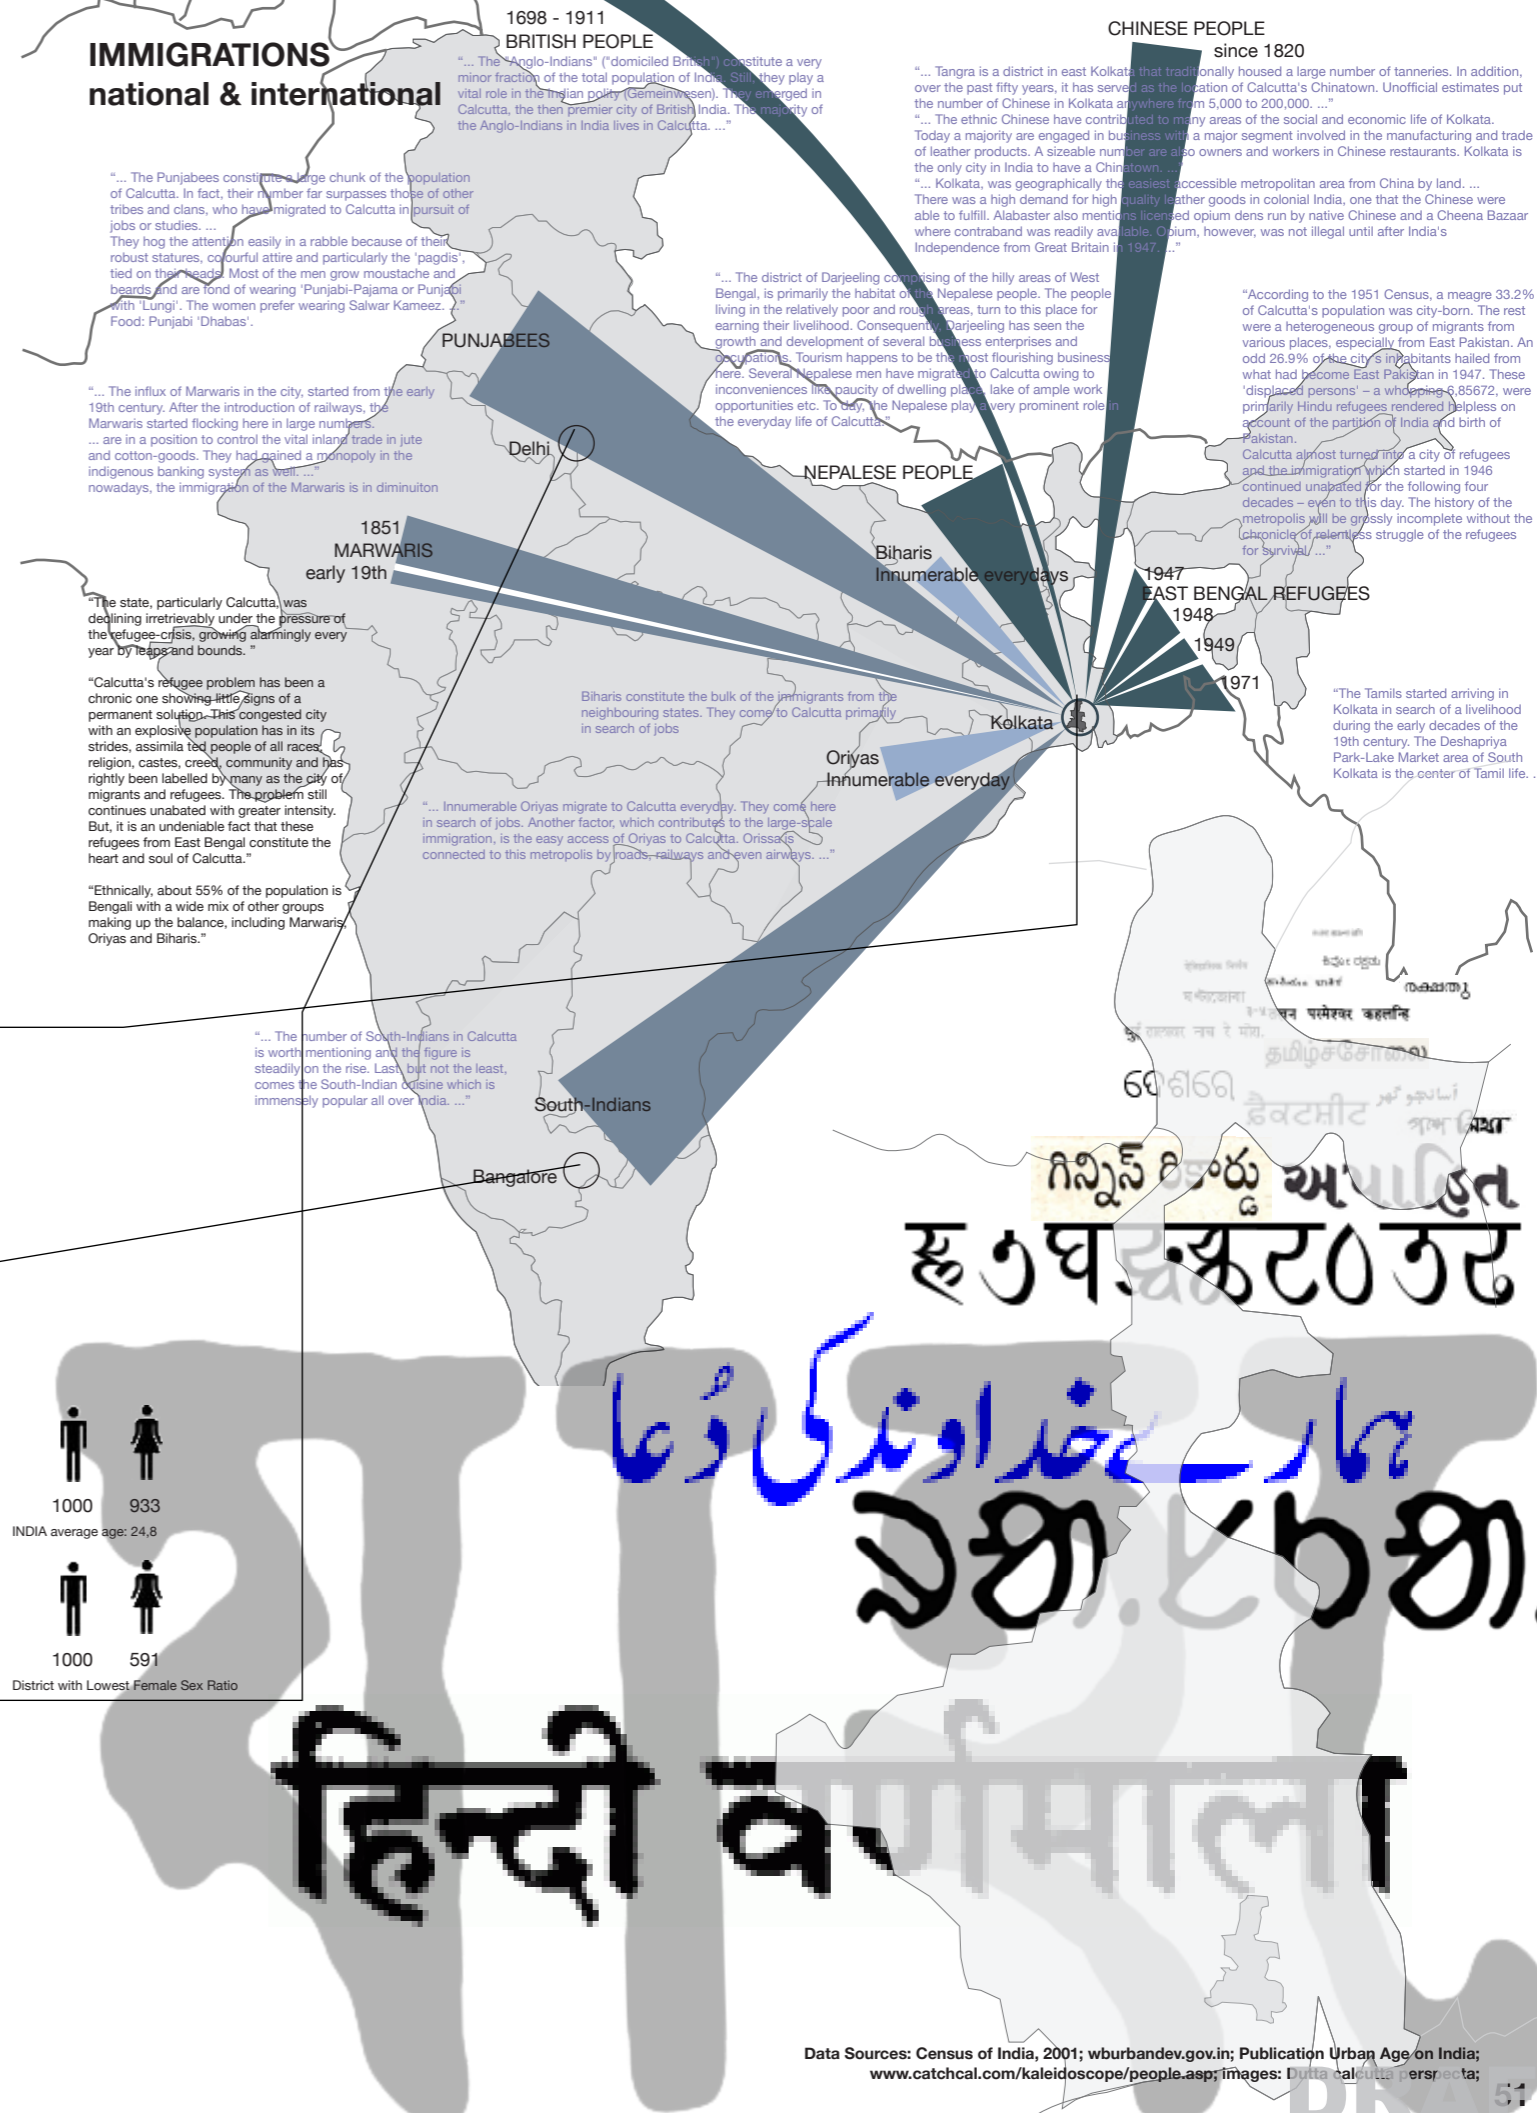 IMMIGRATIONS
national & international
1698 - 1911
BRITISH PEOPLE
“... The "Anglo-Indians" ("domiciled British") constitute a very
minor fraction of the total population of India. Still, they play a
vital role in the Indian polity (Gemeinwesen). They emerged in
Calcutta, the then premier city of British India. The majority of
the Anglo-Indians in India lives in Calcutta. ...”
CHINESE PEOPLE
since 1820
“... Tangra is a district in east Kolkata that traditionally housed a large number of tanneries. In addition,
over the past fifty years, it has served as the location of Calcutta's Chinatown. Unofficial estimates put
the number of Chinese in Kolkata anywhere from 5,000 to 200,000. ...”
“... The ethnic Chinese have contributed to many areas of the social and economic life of Kolkata.
Today a majority are engaged in business with a major segment involved in the manufacturing and trade
of leather products. A sizeable number are also owners and workers in Chinese restaurants. Kolkata is
the only city in India to have a Chinatown. ...”
“... Kolkata, was geographically the easiest accessible metropolitan area from China by land. ...
There was a high demand for high quality leather goods in colonial India, one that the Chinese were
able to fulfill. Alabaster also mentions licensed opium dens run by native Chinese and a Cheena Bazaar
where contraband was readily available. Opium, however, was not illegal until after India's
Independence from Great Britain in 1947. ...”
“... The Punjabees constitute a large chunk of the population
of Calcutta. In fact, their number far surpasses those of other
tribes and clans, who have migrated to Calcutta in pursuit of
jobs or studies. ...
They hog the attention easily in a rabble because of their
robust statures, colourful attire and particularly the 'pagdis',
tied on their heads. Most of the men grow moustache and
beards and are fond of wearing 'Punjabi-Pajama or Punjabi
with 'Lungi'. The women prefer wearing Salwar Kameez. ...”
Food: Punjabi 'Dhabas'.
“... The district of Darjeeling comprising of the hilly areas of West
Bengal, is primarily the habitat of the Nepalese people. The people
living in the relatively poor and rough areas, turn to this place for
earning their livelihood. Consequently, Darjeeling has seen the
growth and development of several business enterprises and
occupations. Tourism happens to be the most flourishing business
here. Several Nepalese men have migrated to Calcutta owing to
inconveniences like paucity of dwelling place, lake of ample work
opportunities etc. To day, the Nepalese play a very prominent role in
the everyday life of Calcutta.”
“According to the 1951 Census, a meagre 33.2%
of Calcutta's population was city-born. The rest
were a heterogeneous group of migrants from
various places, especially from East Pakistan. An
odd 26.9% of the city's inhabitants hailed from
what had become East Pakistan in 1947. These
'displaced persons' – a whopping 6,85672, were
primarily Hindu refugees rendered helpless on
account of the partition of India and birth of
Pakistan.
Calcutta almost turned into a city of refugees
and the immigration which started in 1946
continued unabated for the following four
decades – even to this day. The history of the
metropolis will be grossly incomplete without the
chronicle of relentless struggle of the refugees
for survival. ...”
PUNJABEES
“... The influx of Marwaris in the city, started from the early
19th century. After the introduction of railways, the
Marwaris started flocking here in large numbers.
... are in a position to control the vital inland trade in jute
and cotton-goods. They had gained a monopoly in the
indigenous banking system as well. ...”
nowadays, the immigration of the Marwaris is in diminuiton
Delhi
NEPALESE PEOPLE
1851
MARWARIS
early 19th
Biharis
Innumerable everydays
1947
EAST BENGAL REFUGEES
1948
1949
1971
“The state, particularly Calcutta, was
declining irretrievably under the pressure of
the refugee-crisis, growing alarmingly every
year by leaps and bounds. ”
“Calcutta's refugee problem has been a
chronic one showing little signs of a
permanent solution. This congested city
with an explosive population has in its
strides, assimila ted people of all races,
religion, castes, creed, community and has
rightly been labelled by many as the city of
migrants and refugees. The problem still
continues unabated with greater intensity.
But, it is an undeniable fact that these
refugees from East Bengal constitute the
heart and soul of Calcutta.”
“Ethnically, about 55% of the population is
Bengali with a wide mix of other groups
making up the balance, including Marwaris,
Oriyas and Biharis.”
Biharis constitute the bulk of the immigrants from the
neighbouring states. They come to Calcutta primarily
in search of jobs
Kolkata
Oriyas
Innumerable everyday
“The Tamils started arriving in
Kolkata in search of a livelihood
during the early decades of the
19th century. The Deshapriya
Park-Lake Market area of South
Kolkata is the center of Tamil life. .
“... Innumerable Oriyas migrate to Calcutta everyday. They come here
in search of jobs. Another factor, which contributes to the large-scale
immigration, is the easy access of Oriyas to Calcutta. Orissa is
connected to this metropolis by roads, railways and even airways. ...”
“... The number of South-Indians in Calcutta
is worth mentioning and the figure is
steadily on the rise. Last, but not the least,
comes the South-Indian cuisine which is
immensely popular all over India. ...”
South-Indians
Bangalore
परमेश्वर कहलन्हि
தமிழ்ச்சோலை
ଦେଶରେ
ਫ਼ੈਕਟਸ਼ੀਟ
ہمارے خداوند کی دُعا
1000 933
INDIA average age: 24,8
1000 591
District with Lowest Female Sex Ratio
हिन्दी वर्णमाला
Data Sources: Census of India, 2001; wburbandev.gov.in; Publication Urban Age on India;
www.catchcal.com/kaleidoscope/people.asp; images: Dutta calcutta perspecta;
51